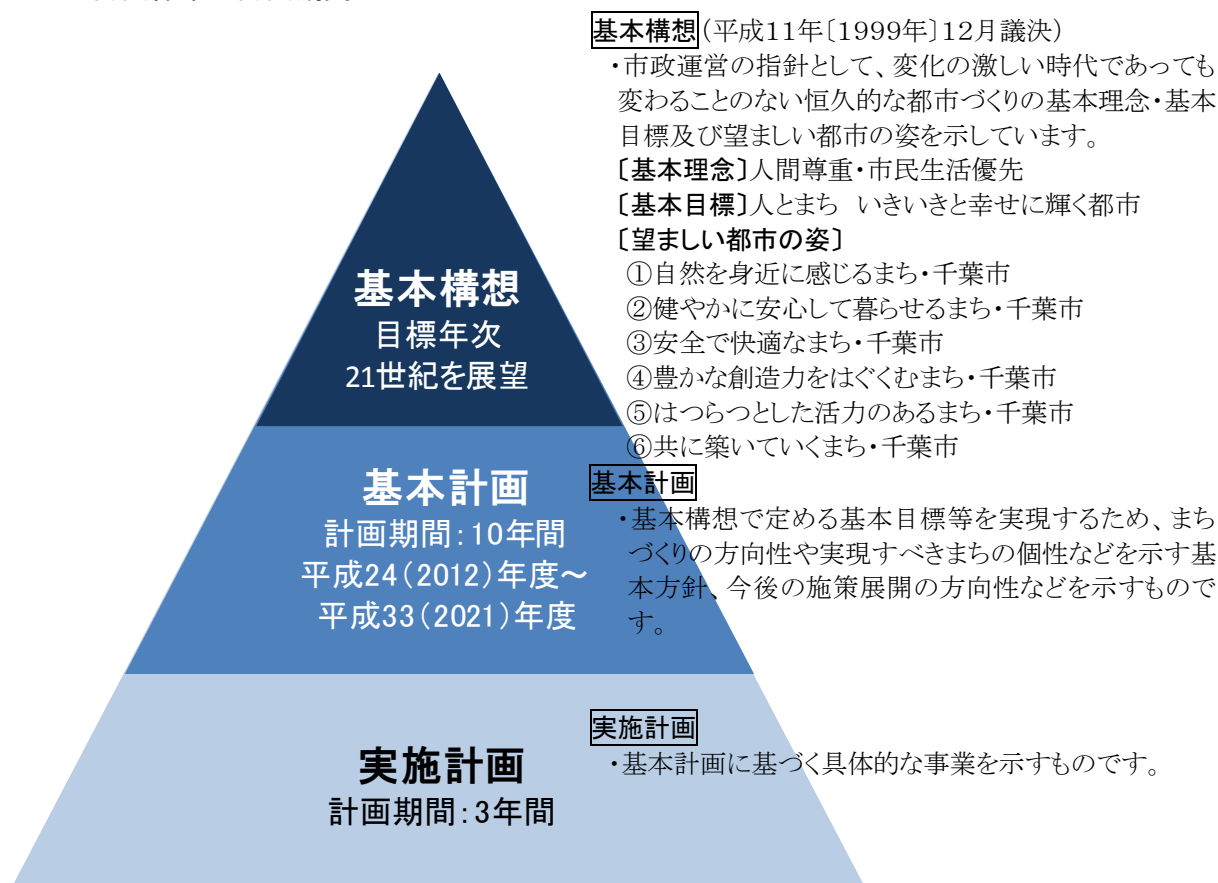 基本構想(平成11年〔1999年〕12月議決)
・市政運営の指針として、変化の激しい時代であっても
変わることのない恒久的な都市づくりの基本理念・基本
目標及び望ましい都市の姿を示しています。
〔基本理念〕人間尊重・市民生活優先
〔基本目標〕人とまち いきいきと幸せに輝く都市
〔望ましい都市の姿〕
①自然を身近に感じるまち・千葉市
②健やかに安心して暮らせるまち・千葉市
③安全で快適なまち・千葉市
④豊かな創造力をはぐくむまち・千葉市
⑤はつらつとした活力のあるまち・千葉市
⑥共に築いていくまち・千葉市
基本構想
目標年次
21世紀を展望
基本計画
・基本構想で定める基本目標等を実現するため、まち
づくりの方向性や実現すべきまちの個性などを示す基
本方針、今後の施策展開の方向性などを示すもので
す。
基本計画
計画期間:10年間
平成24(2012)年度~
平成33(2021)年度
実施計画
・基本計画に基づく具体的な事業を示すものです。
実施計画
計画期間:3年間